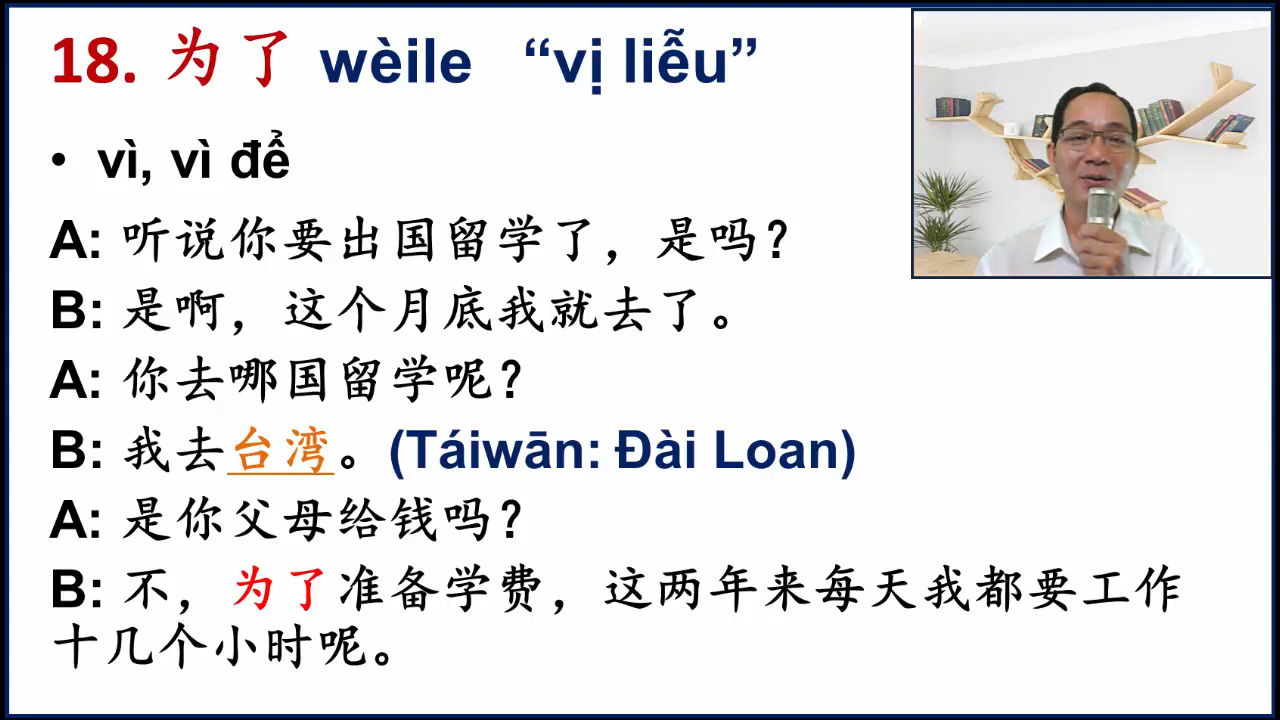 18. 为了 wèile “vị liễu”
• vì, vì để
A: 听说你要出国留学了，是吗？
B: 是啊，这个月底我就去了。
A: 你去哪国留学呢？
B: 我去台湾。(Táiwān: Đài Loan)
A: 是你父母给钱吗？
B: 不，为了准备学费，这两年来每天我都要工作
十几个小时呢。